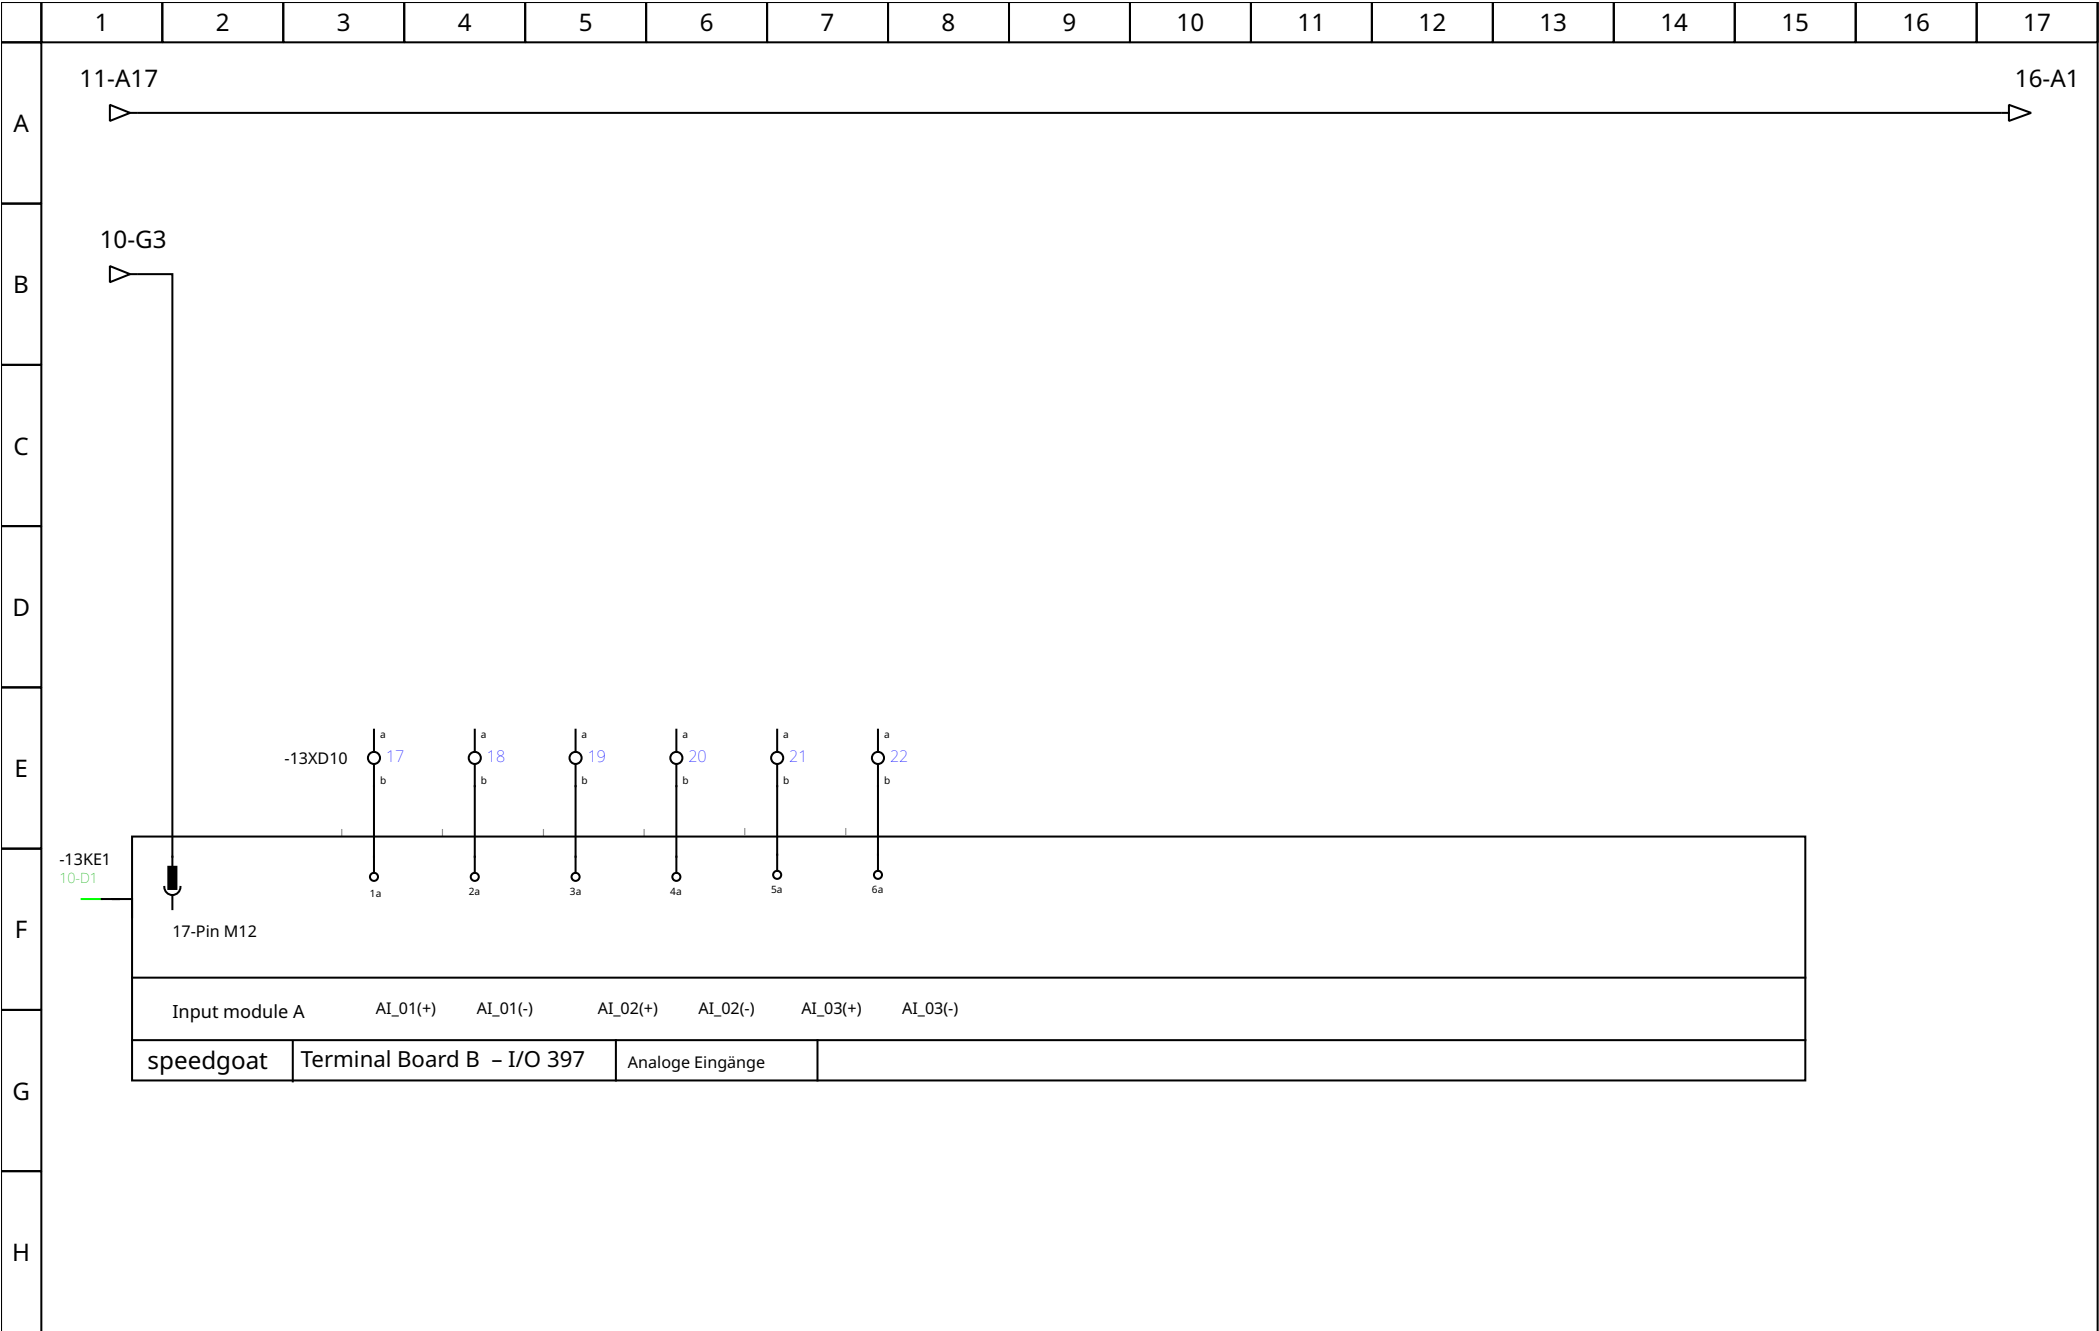 1 2 3 4 5 6 7 8 9 10 11 12 13 14 15 16 17
11-A17 16-A1
A
10-G3
B
C
D
a a a a a a
-13XD10 17 18 19 20 21 22
E
b b b b b b
-13KE1
10-D1
1a 2a 3a 4a 5a 6a
F
17-Pin M12
Input module A AI_01(+) AI_01(-) AI_02(+) AI_02(-) AI_03(+) AI_03(-)
speedgoat Terminal Board B – I/O 397 Analoge Eingänge
G
H